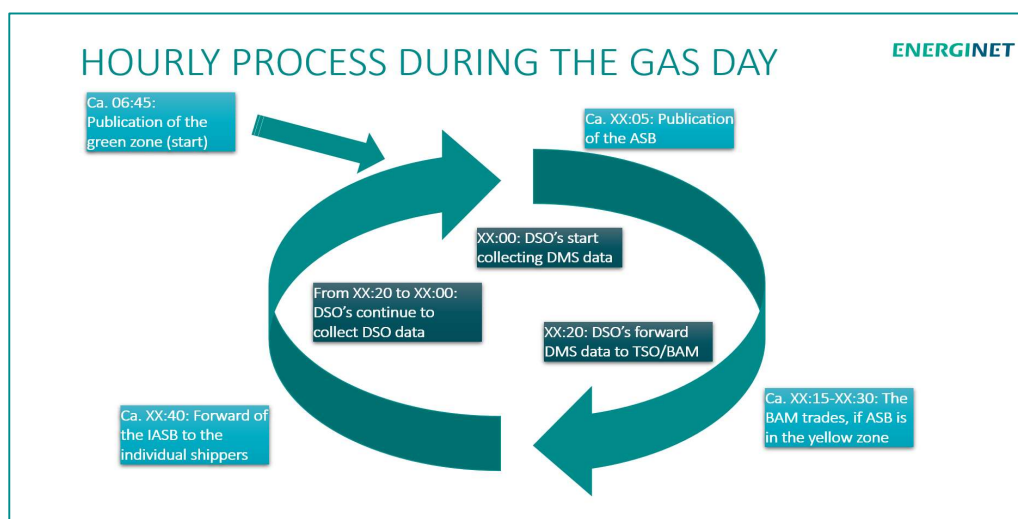 HOURLY PROCESS DURING THE GAS DAY
ENERGINET
Ca. 06:45:
Publication of the
green zone (start)
Ca. XX:05: Publication
of the ASB
XX:00: DSO's start
collecting DMS data
From XX:20 to XX:00:
DSO's continue to
collect DSO data
XX:20: DSO's forward
DMS data to TSO/BAM
Ca. XX:40: Forward of
the IASB to the
individual shippers
Ca. XX:15-XX:30: The
BAM trades, if ASB is
in the yellow zone